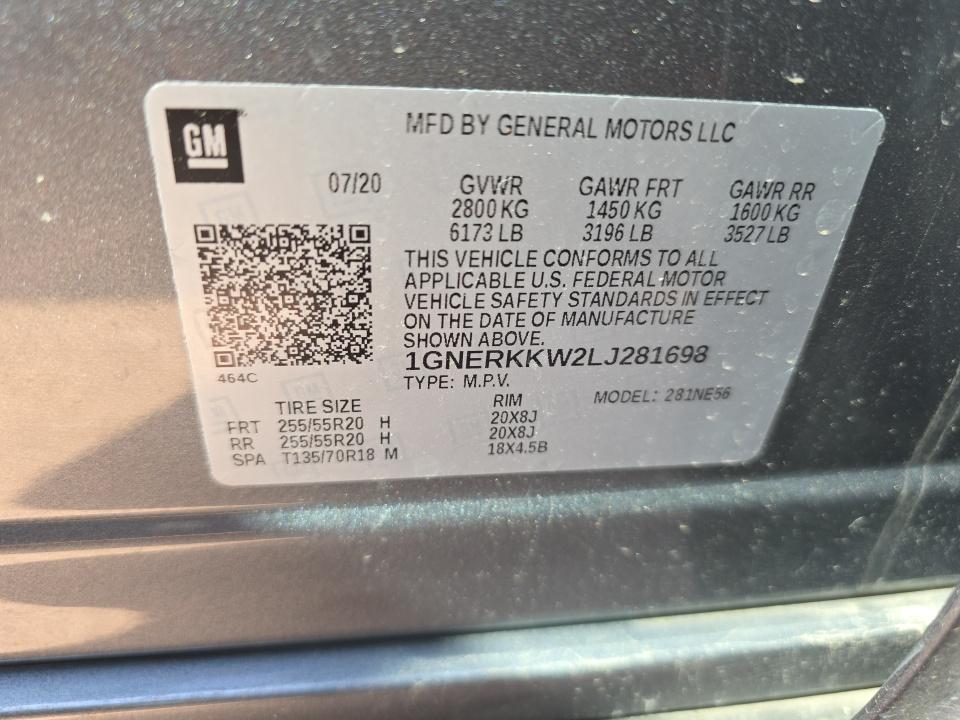 GM
MFD BY GENERAL MOTORS LLC
07/20 GVWR GAWR FRT GAWR RR
2800 KG 1450 KG 1600 KG
6173 LB 3196 LB 3527 LB
THIS VEHICLE CONFORMS TO ALL
APPLICABLE U.S. FEDERAL MOTOR
VEHICLE SAFETY STANDARDS IN EFFECT
ON THE DATE OF MANUFACTURE
SHOWN ABOVE.
1GNERKKW2LJ281698
464C
TYPE: M.P.V.
MODEL: 281NE56
TIRE SIZE RIM
FRT 255/55R20 H 20X8J
RR 255/55R20 H 20X8J
SPA T135/70R18 M 18X4.5B